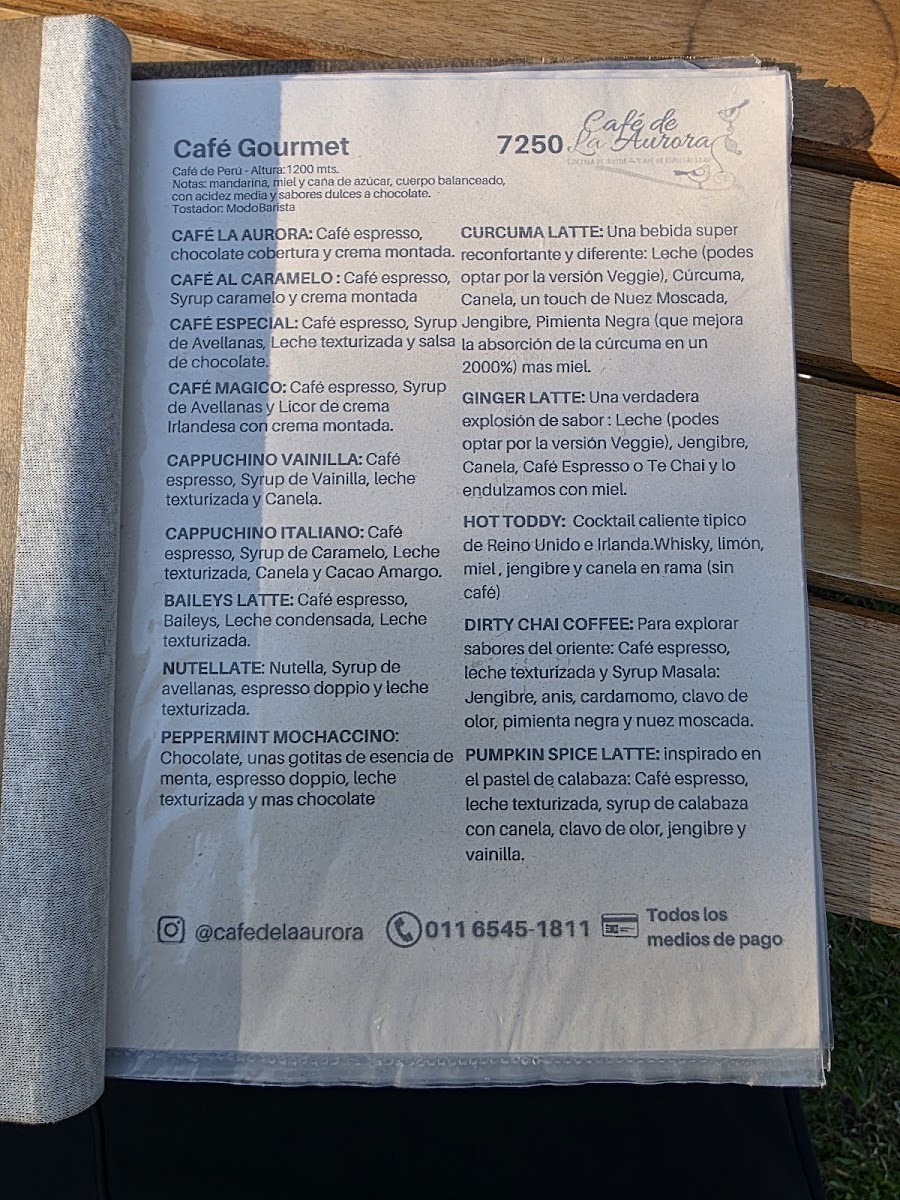 Café Gourmet
7250
Café de
La Aurora
Café de Perú - Altura:1200 mts.
Notas: mandarina, miel y caña de azúcar, cuerpo balanceado,
con acidez media y sabores dulces a chocolate.
Tostador: ModoBarista
CAFÉ LA AURORA: Café espresso,
chocolate cobertura y crema montada.
CAFÉ AL CARAMELO : Café espresso,
Syrup caramelo y crema montada
CAFÉ ESPECIAL: Café espresso, Syrup
de Avellanas, Leche texturizada y salsa
de chocolate.
CAFÉ MAGICO: Café espresso, Syrup
de Avellanas y Licor de crema
Irlandesa con crema montada.
CAPPUCHINO VAINILLA: Café
espresso, Syrup de Vainilla, leche
texturizada y Canela.
CAPPUCHINO ITALIANO: Café
espresso, Syrup de Caramelo, Leche
texturizada, Canela y Cacao Amargo.
BAILEYS LATTE: Café espresso,
Baileys, Leche condensada, Leche
texturizada.
NUTELLATE: Nutella, Syrup de
avellanas, espresso doppio y leche
texturizada.
PEPPERMINT MOCHACCINO:
Chocolate, unas gotitas de esencia de
menta, espresso doppio, leche
texturizada y mas chocolate
CURCUMA LATTE: Una bebida super
reconfortante y diferente: Leche (podes
optar por la versión Veggie), Cúrcuma,
Canela, un touch de Nuez Moscada,
Jengibre, Pimienta Negra (que mejora
la absorción de la cúrcuma en un
2000%) mas miel.
GINGER LATTE: Una verdadera
explosión de sabor : Leche (podes
optar por la versión Veggie), Jengibre,
Canela, Café Espresso o Te Chai y lo
endulzamos con miel.
HOT TODDY: Cocktail caliente tipico
de Reino Unido e Irlanda.Whisky, limón,
miel , jengibre y canela en rama (sin
café)
DIRTY CHAI COFFEE: Para explorar
sabores del oriente: Café espresso,
leche texturizada y Syrup Masala:
Jengibre, anis, cardamomo, clavo de
olor, pimienta negra y nuez moscada.
PUMPKIN SPICE LATTE: inspirado en
el pastel de calabaza: Café espresso,
leche texturizada, syrup de calabaza
con canela, clavo de olor, jengibre y
vainilla.
@cafedelaaurora
011 6545-1811
Todos los
medios de pago